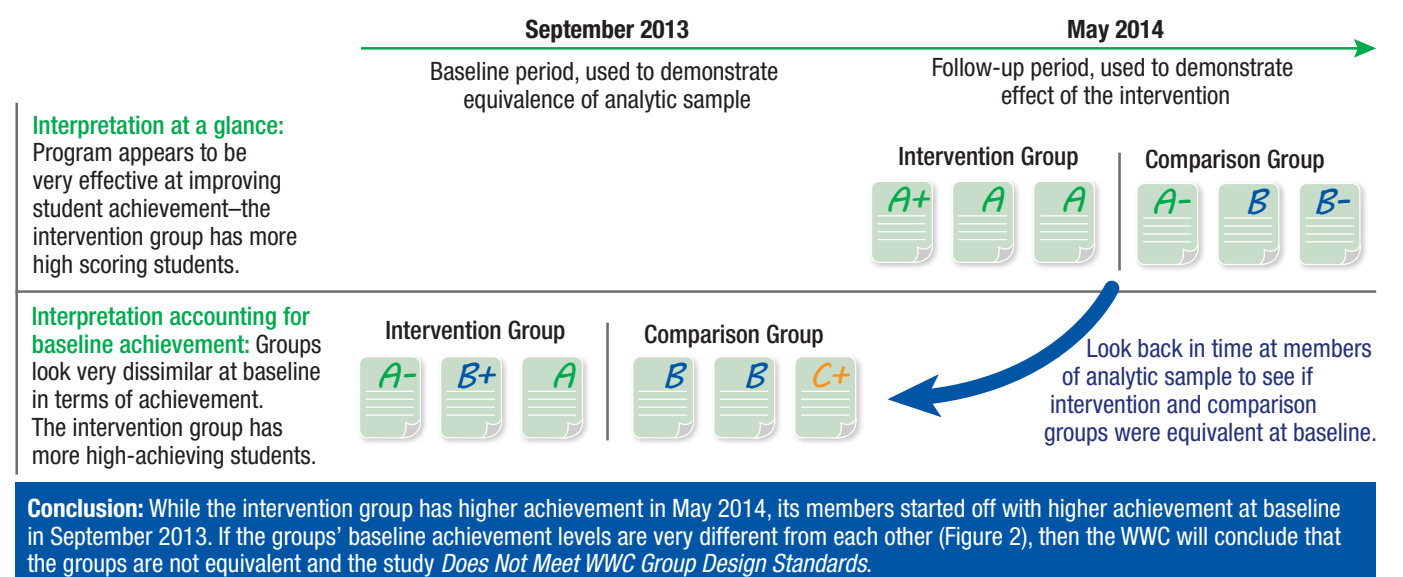 September 2013
May 2014
Baseline period, used to demonstrate
equivalence of analytic sample
Follow-up period, used to demonstrate
effect of the intervention
Interpretation at a glance:
Program appears to be
very effective at improving
student achievement–the
intervention group has more
high scoring students.
Intervention Group
Comparison Group
A+ A A
A- B B-
Interpretation accounting for
baseline achievement: Groups
look very dissimilar at baseline
in terms of achievement.
The intervention group has
more high-achieving students.
Intervention Group
Comparison Group
A- B+ A
B B C+
Look back in time at members
of analytic sample to see if
intervention and comparison
groups were equivalent at baseline.
Conclusion: While the intervention group has higher achievement in May 2014, its members started off with higher achievement at baseline
in September 2013. If the groups’ baseline achievement levels are very different from each other (Figure 2), then the WWC will conclude that
the groups are not equivalent and the study Does Not Meet WWC Group Design Standards.